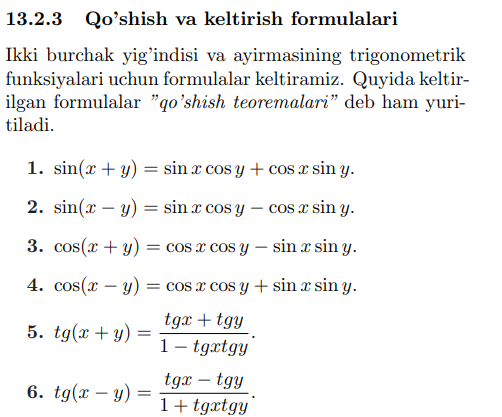 13.2.3 Qo’shish va keltirish formulalari
Ikki burchak yig’indisi va ayirmasining trigonometrik
funksiyalari uchun formulalar keltiramiz. Quyida keltir-
ilgan formulalar ”qo’shish teoremalari” deb ham yuri-
tiladi.
1. sin(x + y) = sin x cos y + cos x sin y.
2. sin(x − y) = sin x cos y − cos x sin y.
3. cos(x + y) = cos x cos y − sin x sin y.
4. cos(x − y) = cos x cos y + sin x sin y.
5. tg(x + y) = \frac{tgx + tgy}{1 − tgxtgy}.
6. tg(x − y) = \frac{tgx − tgy}{1 + tgxtgy}.